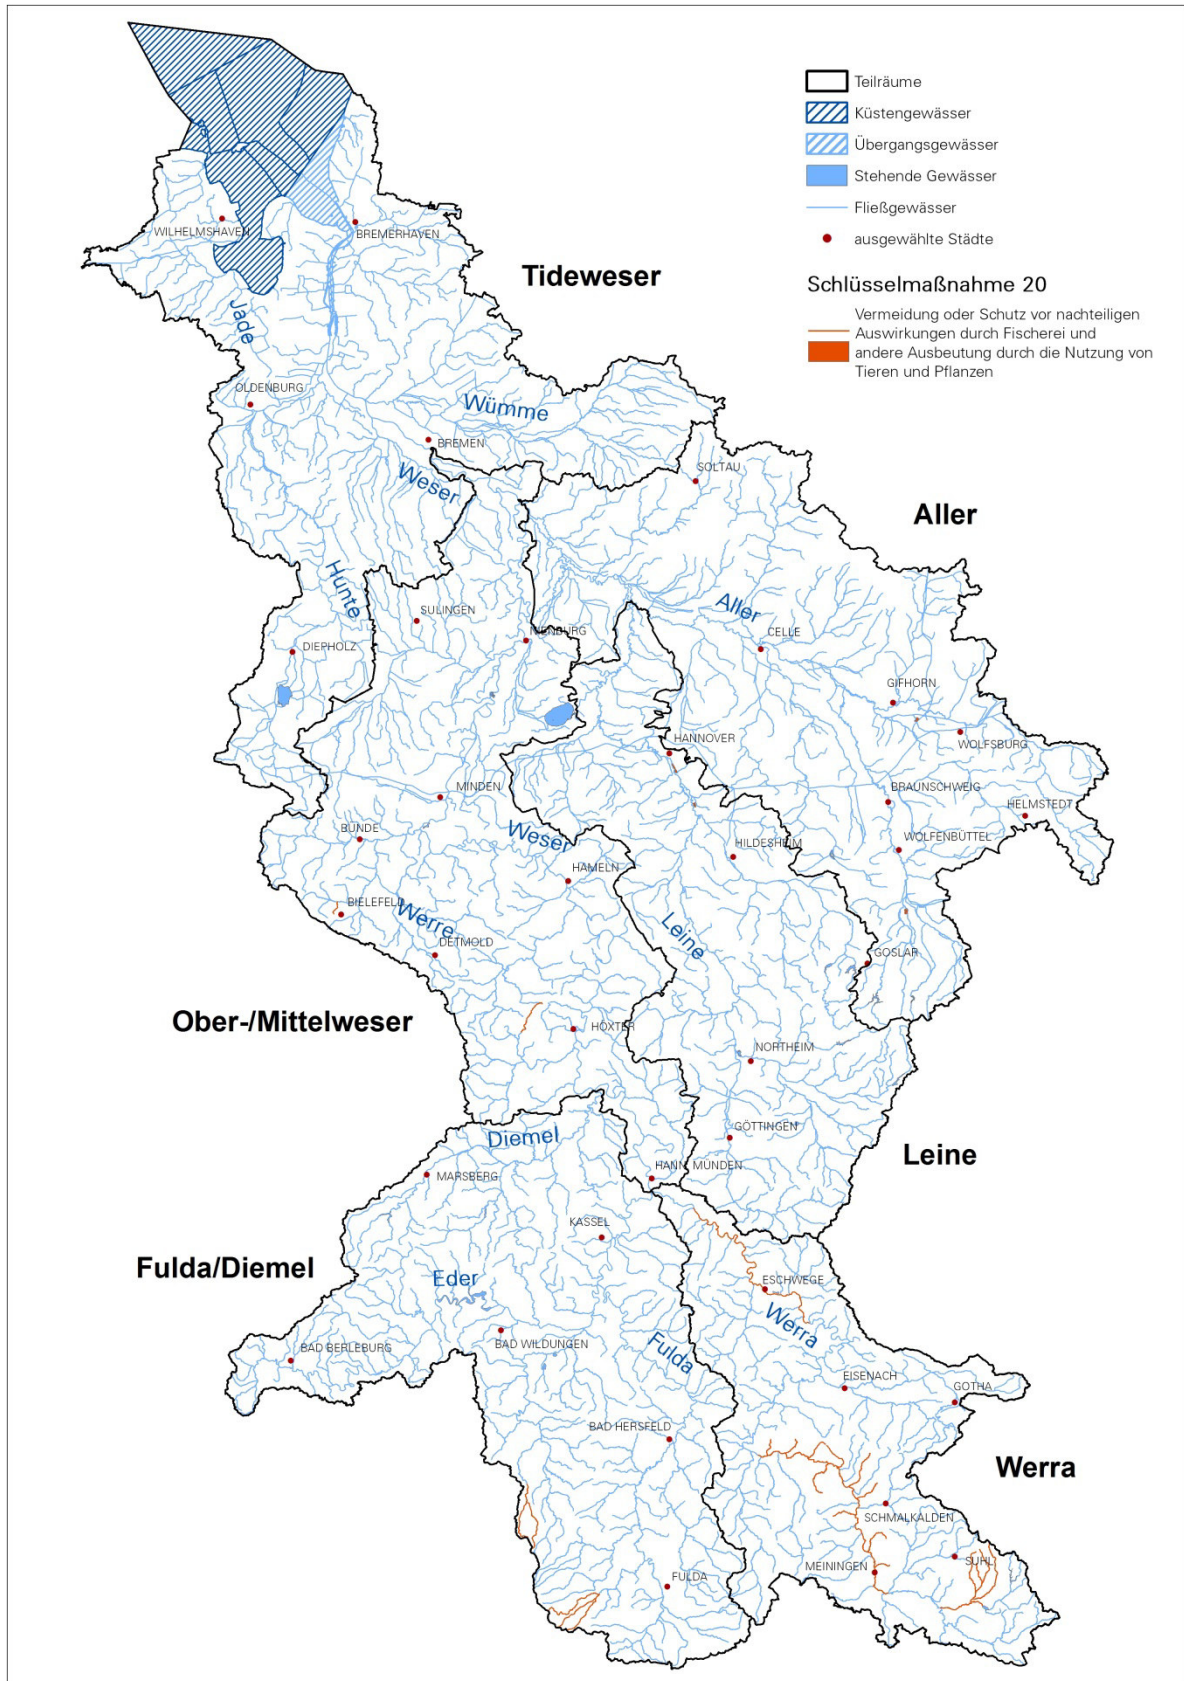 Teilräume
Küstengewässer
Übergangsgewässer
Stehende Gewässer
Fließgewässer
ausgewählte Städte
Schlüsselmaßnahme 20
Vermeidung oder Schutz vor nachteiligen
Auswirkungen durch Fischerei und
andere Ausbeutung durch die Nutzung von
Tieren und Pflanzen
WILHELMSHAVEN
BREMERHAVEN
Tideweser
Jade
OLDENBURG
Wümme
BREMEN
Weser
SOLTAU
Aller
Hunte
SULINGEN
Aller
NIENBURG
CELLE
DIEPHOLZ
GIFHORN
HANNOVER
WOLFSBURG
MINDEN
BRAUNSCHWEIG
HELMSTEDT
BÜNDE
Weser
HILDESHEIM
WOLFENBÜTTEL
HAMELN
BIELEFELD
Werre
Leine
DETMOLD
GOSLAR
Ober-/Mittelweser
HÖXTER
NORTHEIM
GÖTTINGEN
Diemel
Leine
MARSBERG
HANN. MÜNDEN
KASSEL
Fulda/Diemel
Eder
ESCHWEGE
Werra
BAD BERLEBURG
BAD WILDUNGEN
Fulda
EISENACH
GOTHA
BAD HERSFELD
Werra
SCHMALKALDEN
MEININGEN
SUHL
FULDA